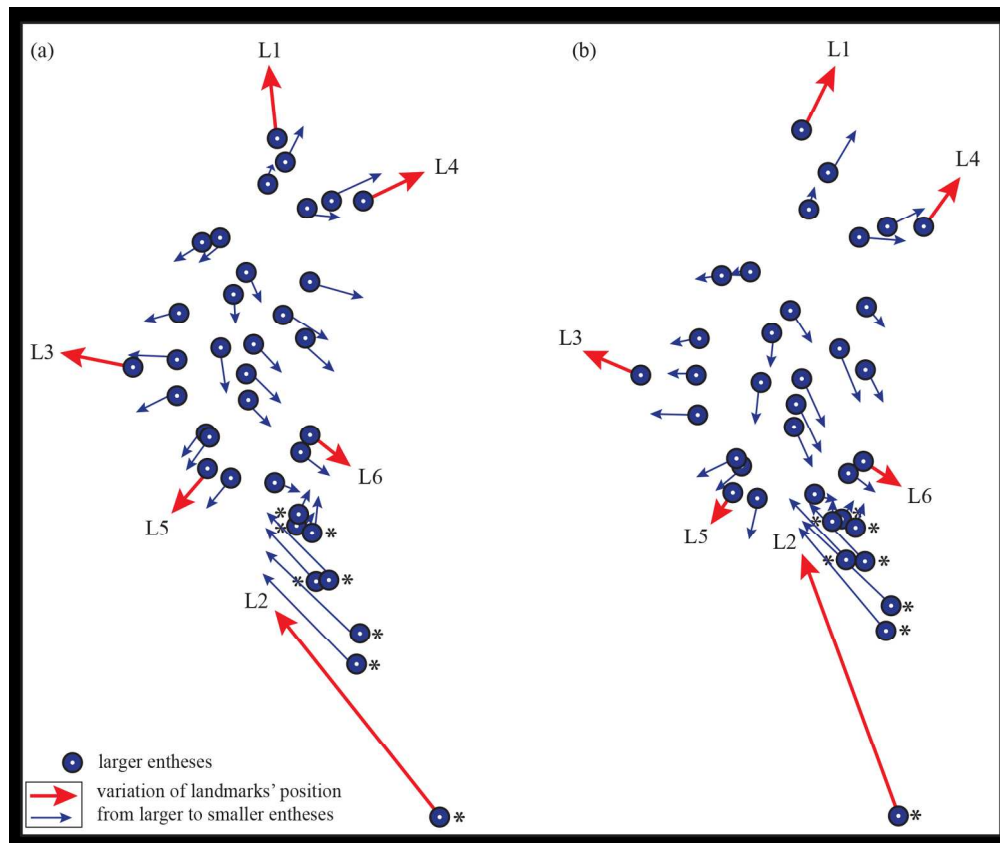 (a)
L1
L4
L3
L6
L5
*
*
*
*
*
L2
*
*
*
(b)
L1
L4
L3
L6
L5
L2
*
*
*
*
*
*
*
*
larger entheses
variation of landmarks’ position
from larger to smaller entheses